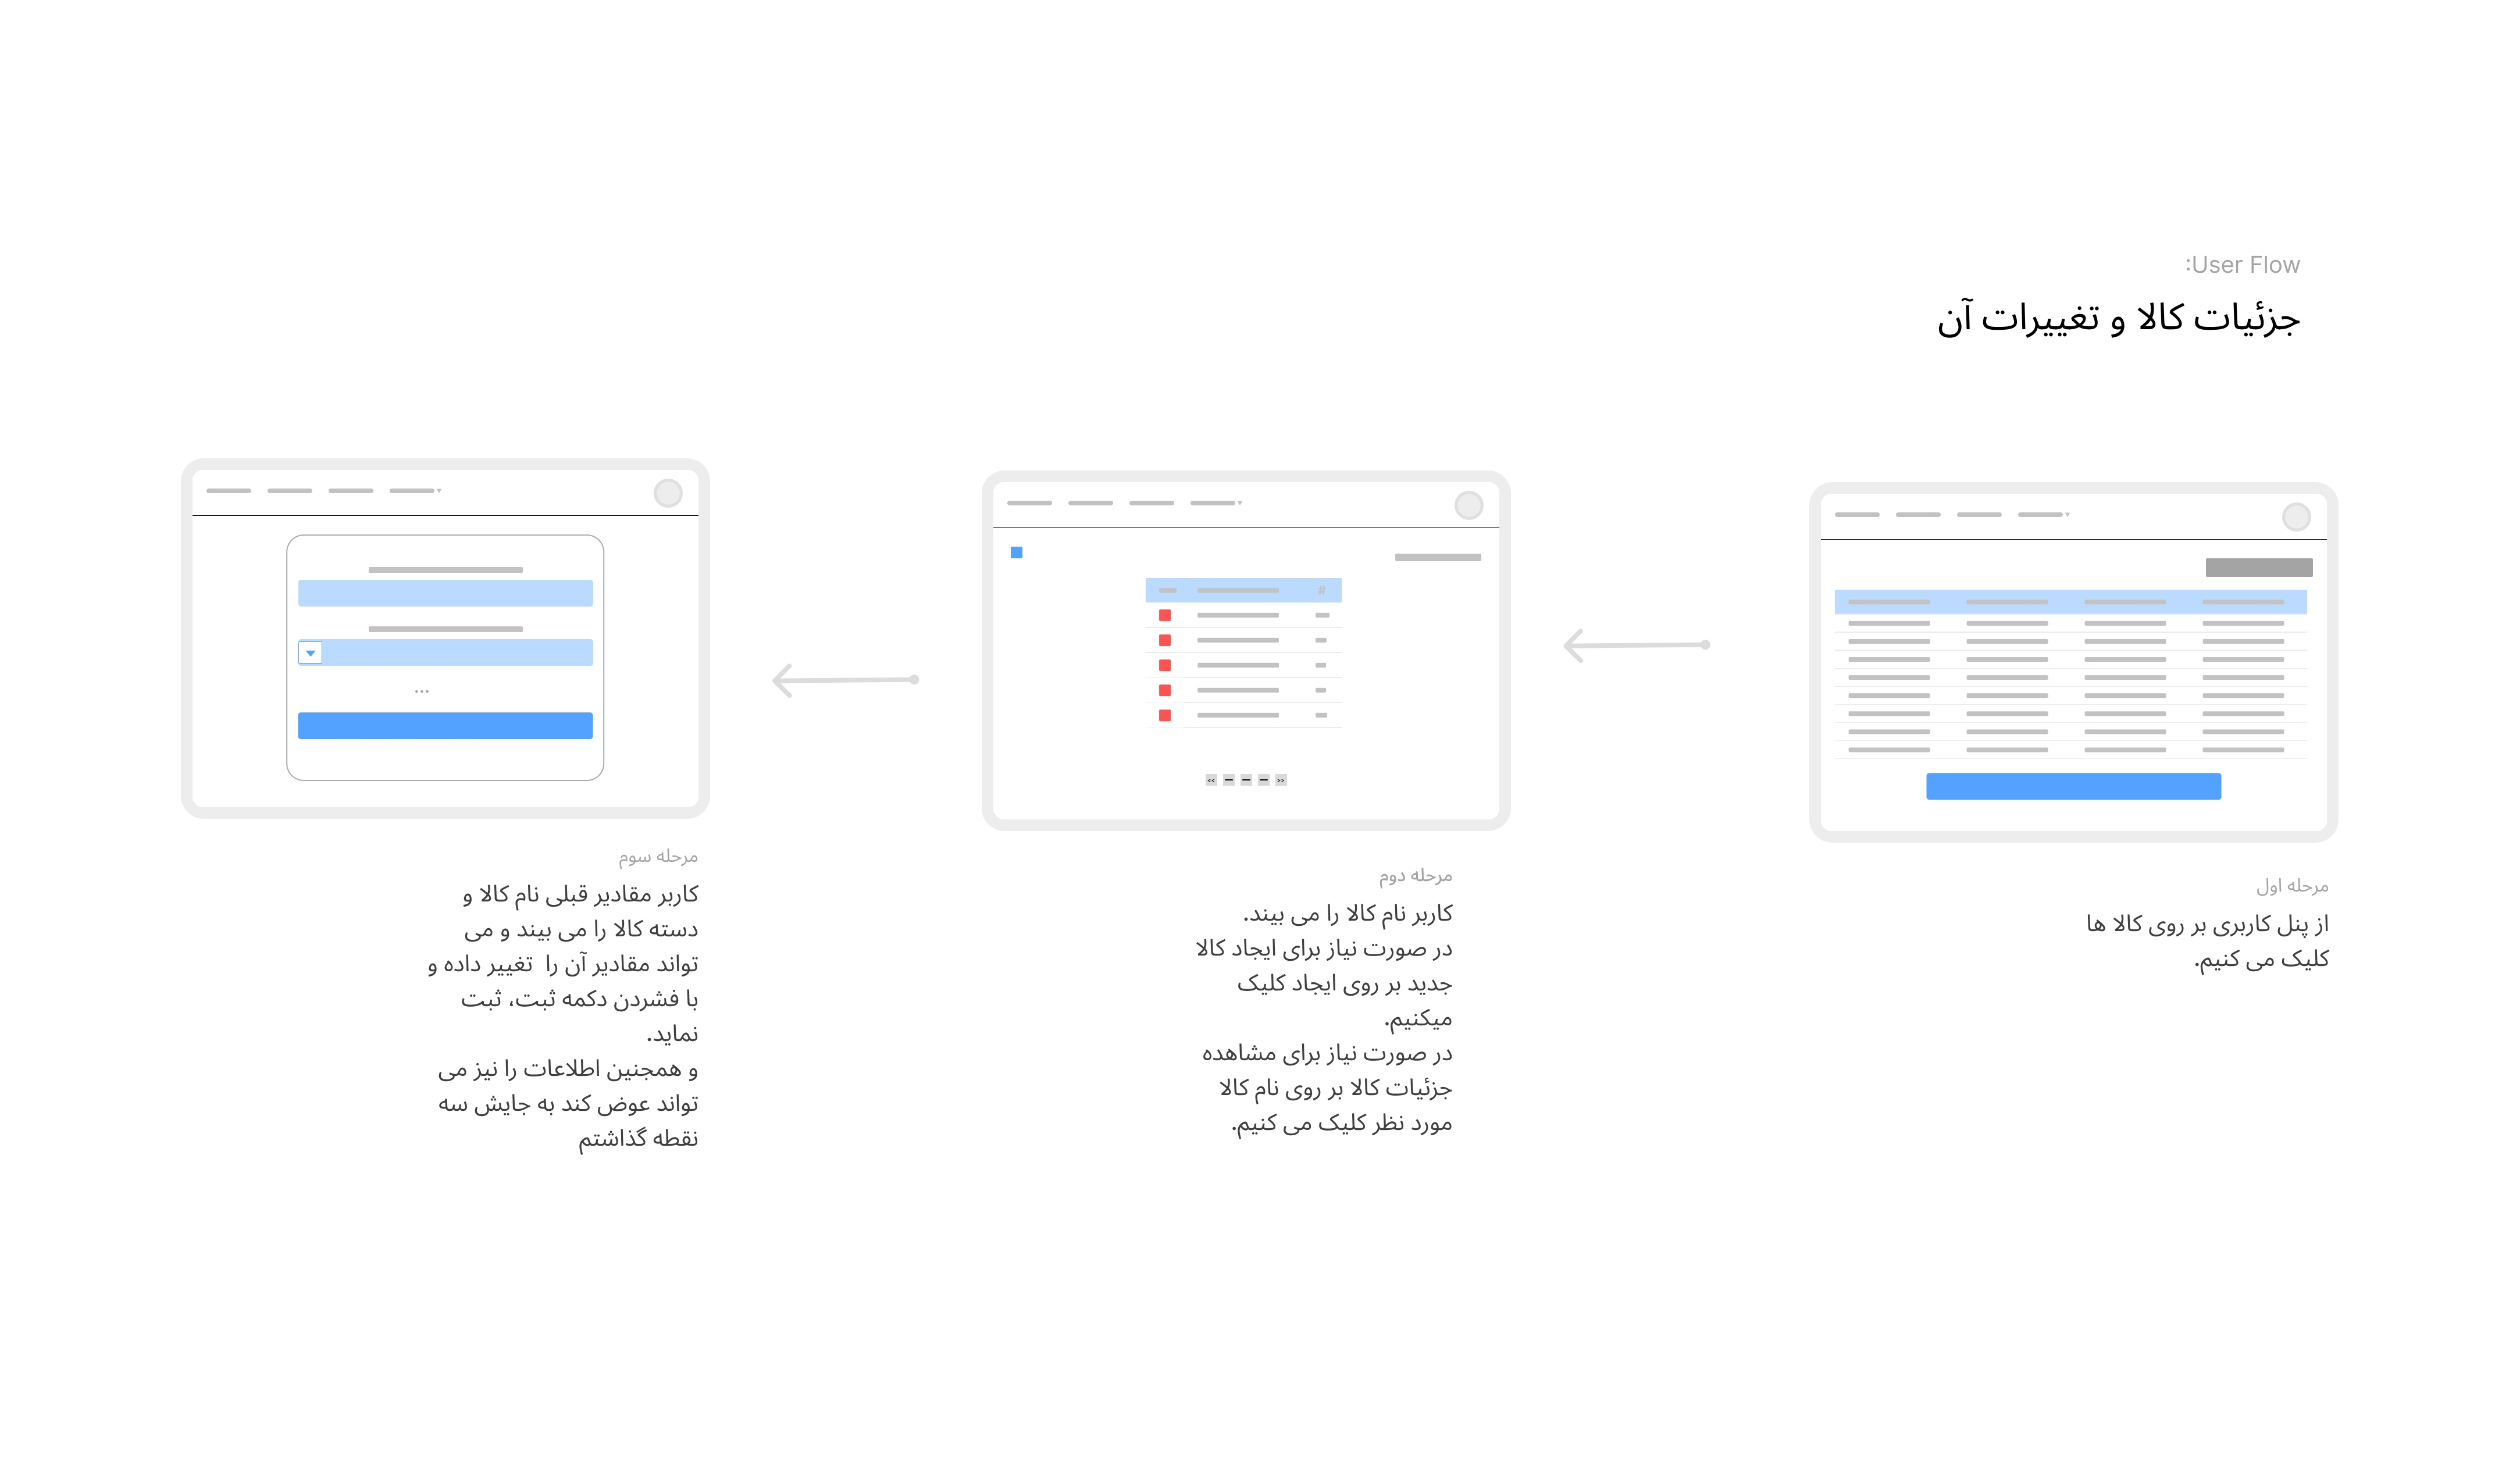 User Flow:
جزئیات کالا و تغییرات آن
#
<< >>
...
مرحله اول
از پنل کاربری بر روی کالا ها
کلیک می کنیم.
مرحله دوم
کاربر نام کالا را می بیند.
در صورت نیاز برای ایجاد کالا
جدید بر روی ایجاد کلیک
میکنیم.
در صورت نیاز برای مشاهده
جزئیات کالا بر روی نام کالا
مورد نظر کلیک می کنیم.
مرحله سوم
کاربر مقادیر قبلی نام کالا و
دسته کالا را می بیند و می
تواند مقادیر آن را تغییر داده و
با فشردن دکمه ثبت، ثبت
نماید.
و همجنین اطلاعات را نیز می
تواند عوض کند به جایش سه
نقطه گذاشتم